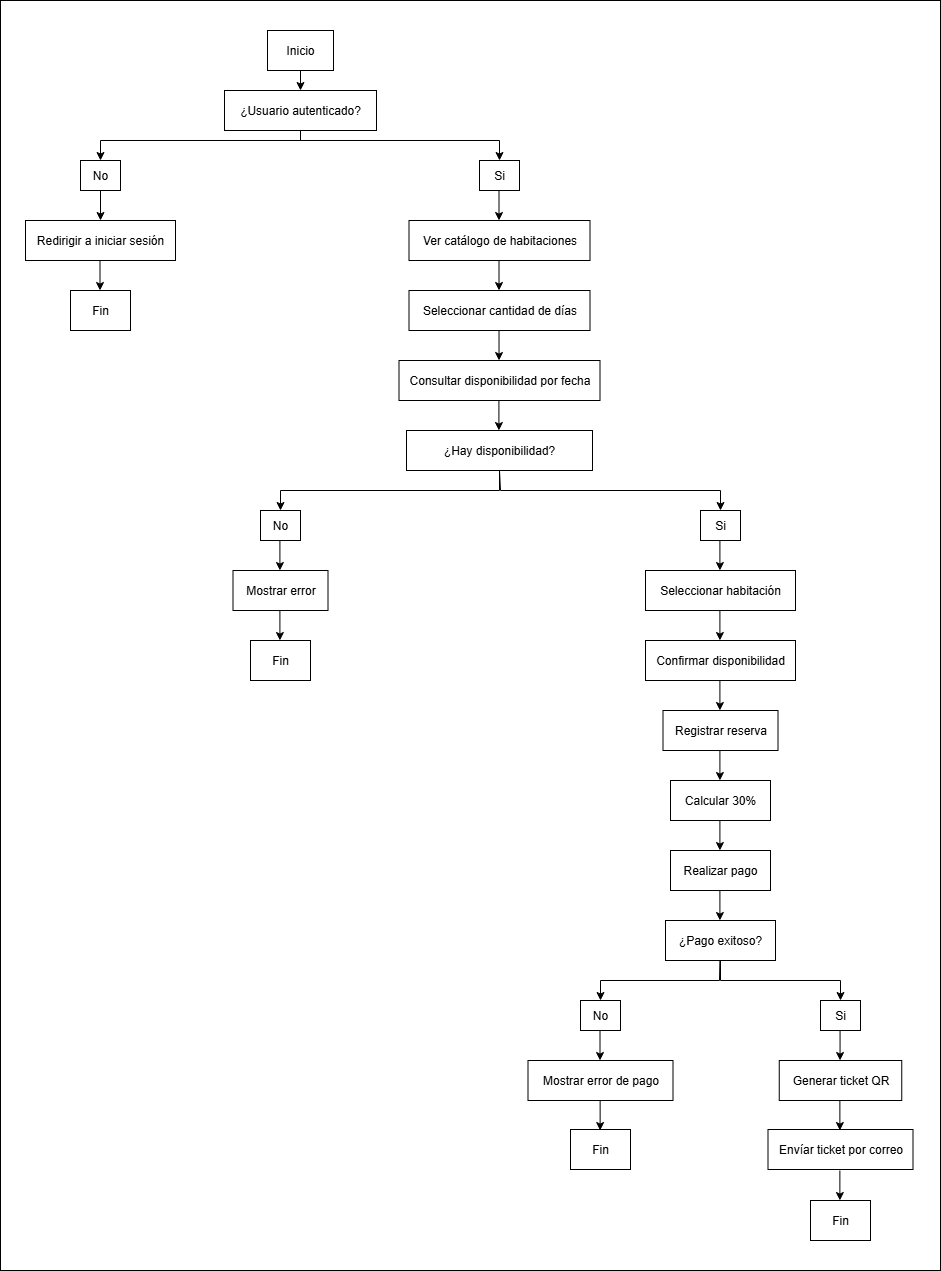 Inicio
¿Usuario autenticado?
No
Si
Redirigir a iniciar sesión
Ver catálogo de habitaciones
Fin
Seleccionar cantidad de días
Consultar disponibilidad por fecha
¿Hay disponibilidad?
No
Si
Mostrar error
Seleccionar habitación
Fin
Confirmar disponibilidad
Registrar reserva
Calcular 30%
Realizar pago
¿Pago exitoso?
No
Si
Mostrar error de pago
Generar ticket QR
Fin
Envíar ticket por correo
Fin